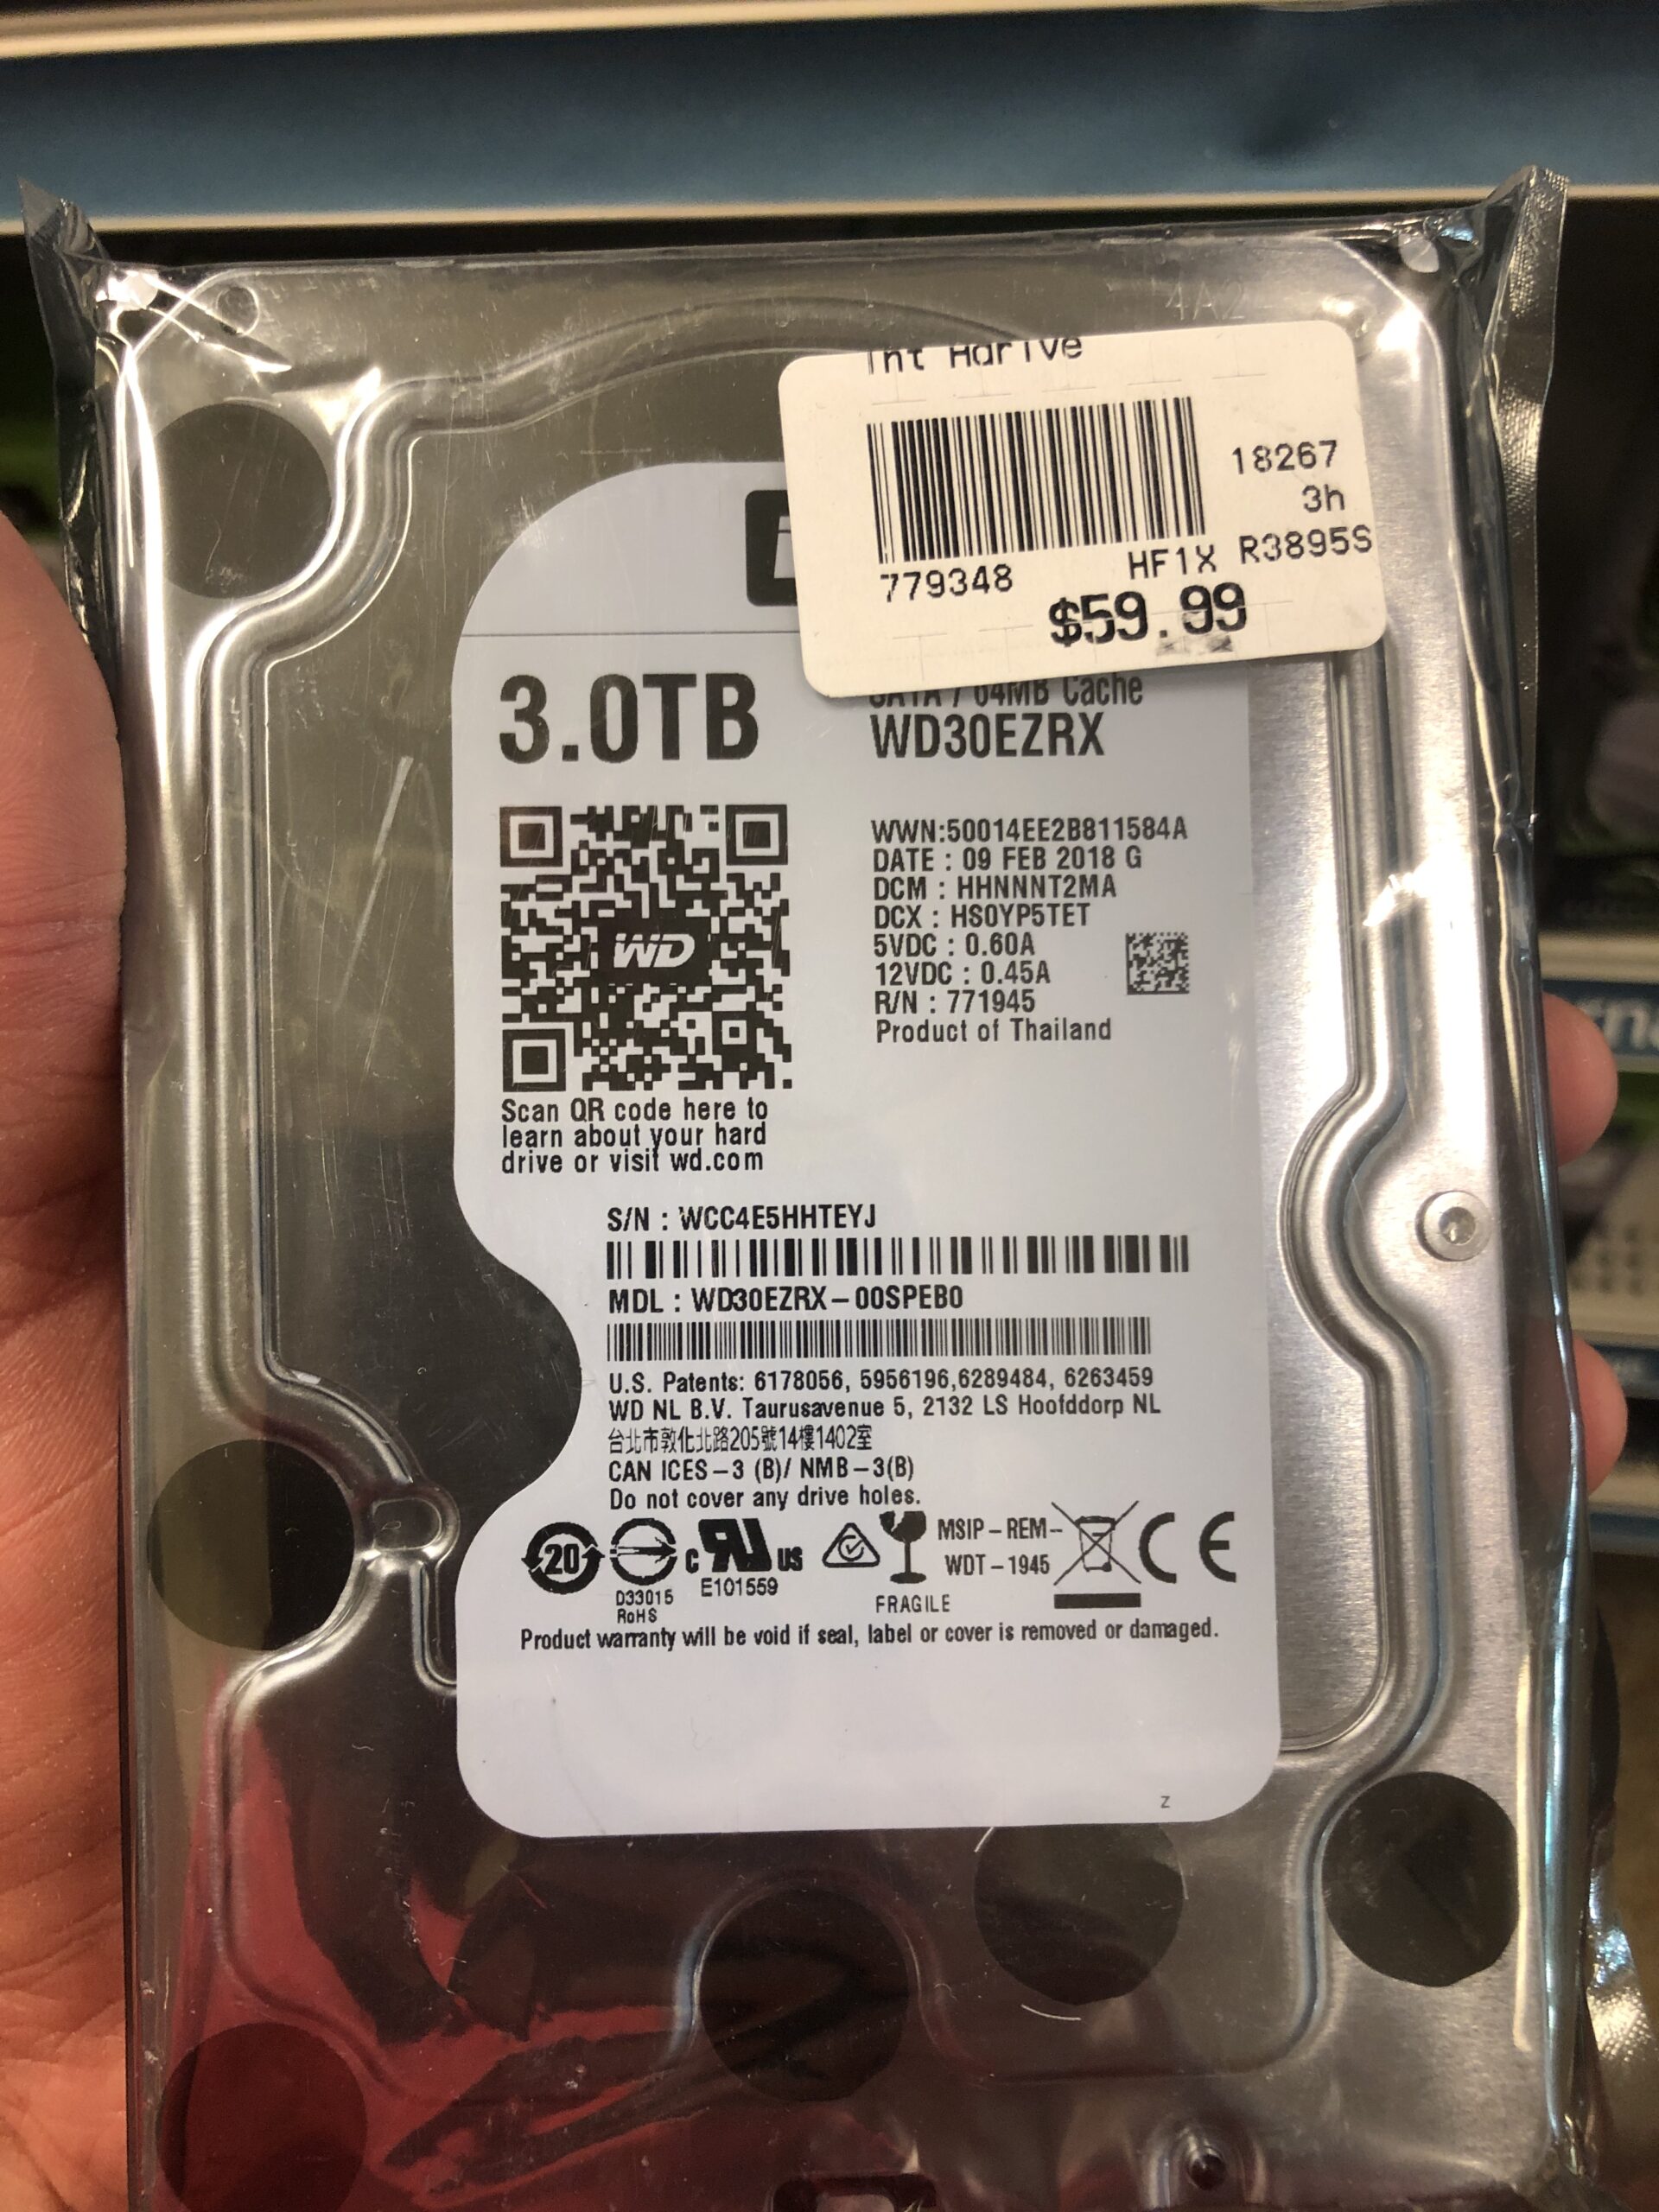 4A2
Int Hdrive
18267
3h
HF1X R3895S
779348
$59.99
3.0TB
SATA / 64MB Cache
WD30EZRX
WWN:50014EE2B811584A
DATE : 09 FEB 2018 G
DCM : HHNNNT2MA
DCX : HS0YP5TET
5VDC : 0.60A
12VDC : 0.45A
R/N : 771945
Product of Thailand
WD
Scan QR code here to
learn about your hard
drive or visit wd.com
S/N : WCC4E5HHTEYJ
MDL : WD30EZRX-00SPEB0
U.S. Patents: 6178056, 5956196,6289484, 6263459
WD NL B.V. Taurusavenue 5, 2132 LS Hoofddorp NL
台北市敦化北路205號14樓1402室
CAN ICES-3 (B)/ NMB-3(B)
Do not cover any drive holes.
20
D33015
RoHS
c RU US
E101559
FRAGILE
MSIP-REM-
WDT-1945
CE
Product warranty will be void if seal, label or cover is removed or damaged.
z